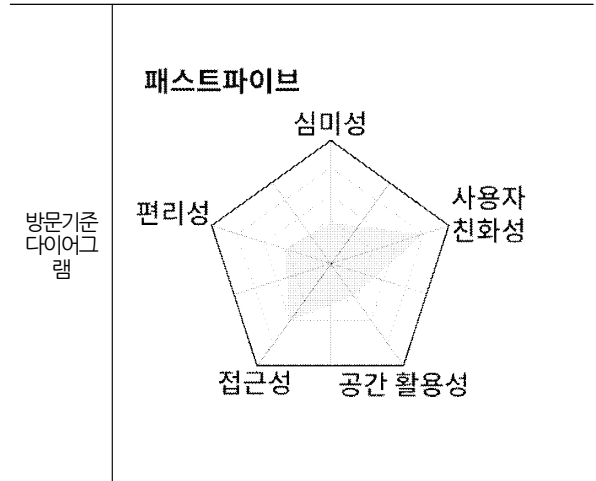 방문기준
다이어그
램
패스트파이브
심미성
사용자
친화성
편리성
접근성
공간 활용성